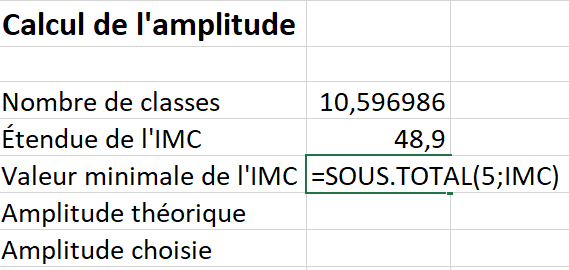 Calcul de l'amplitude
Nombre de classes 10,596986
Étendue de l'IMC 48,9
Valeur minimale de l'IMC =SOUS.TOTAL(5;IMC)
Amplitude théorique
Amplitude choisie